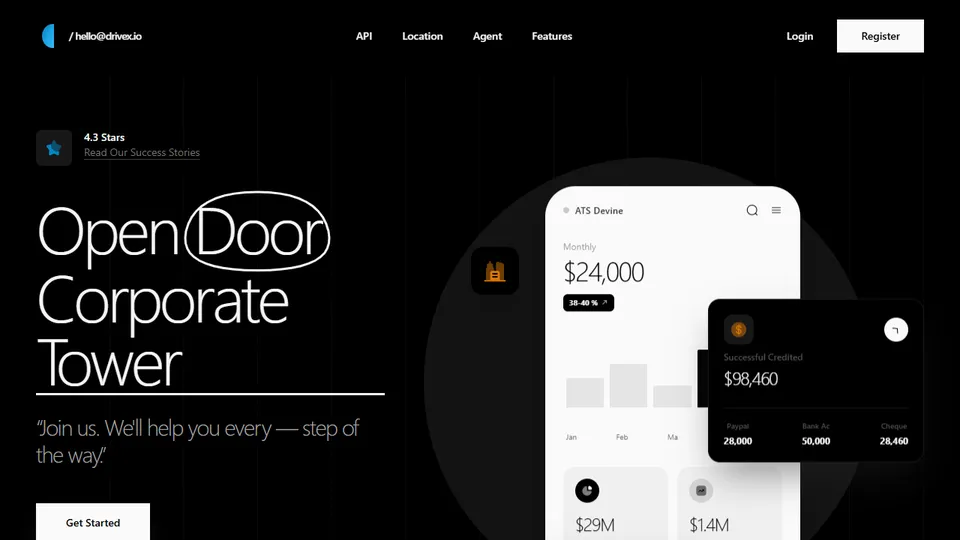 / hello@drivex.io
API
Location
Agent
Features
Login
Register
4.3 Stars
Read Our Success Stories
Open Door
Corporate
Tower
“Join us. We'll help you every — step of
the way.”
Get Started
ATS Devine
Monthly
$24,000
38-40 % ↗
Jan
Feb
Ma
$29M
$1.4M
Successful Credited
$98,460
Paypal
Bank Ac
Cheque
28,000
50,000
28,460